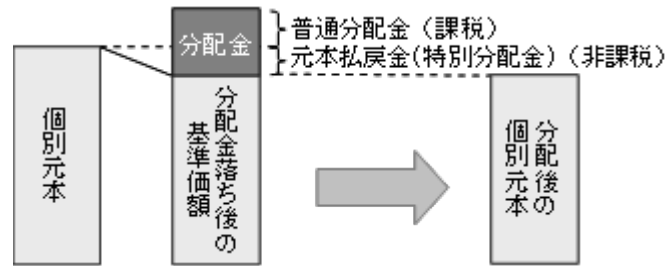 分配金
普通分配金（課税）
元本払戻金(特別分配金)（非課税）
個別元本
分配金落ち後の
基準価額
分配後の
個別元本